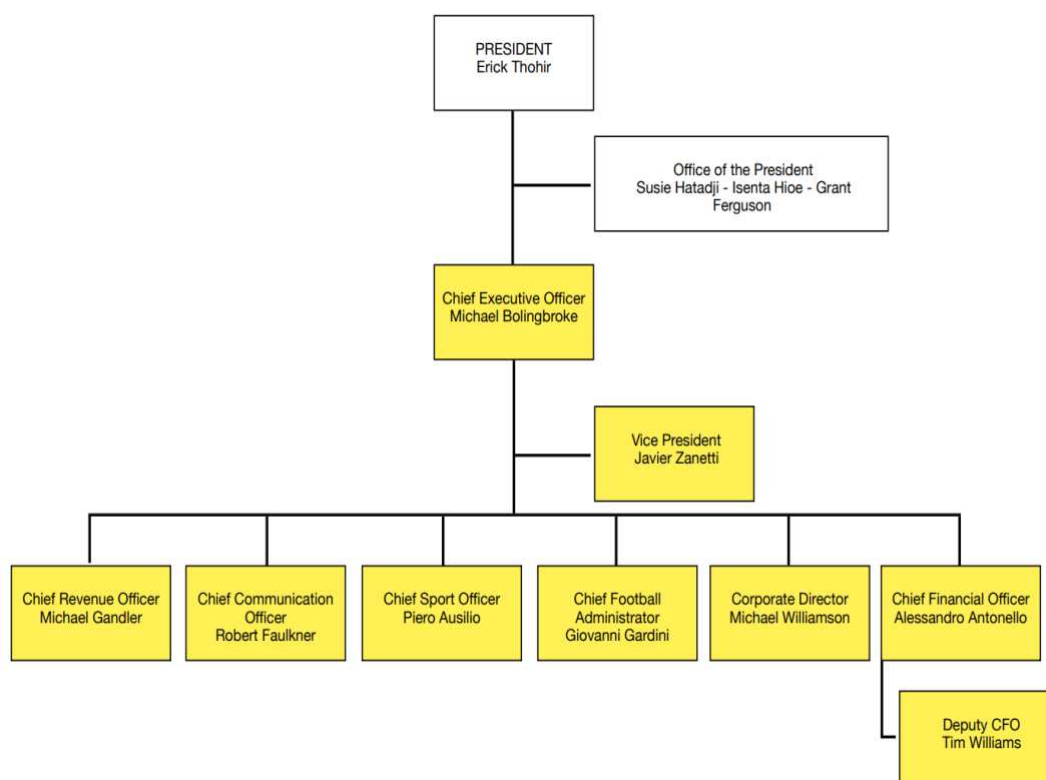 PRESIDENT
Erick Thohir
Office of the President
Susie Hatadji - Isenta Hioe - Grant
Ferguson
Chief Executive Officer
Michael Bolingbroke
Vice President
Javier Zanetti
Chief Revenue Officer
Michael Gandler
Chief Communication
Officer
Robert Faulkner
Chief Sport Officer
Piero Ausilio
Chief Football
Administrator
Giovanni Gardini
Corporate Director
Michael Williamson
Chief Financial Officer
Alessandro Antonello
Deputy CFO
Tim Williams